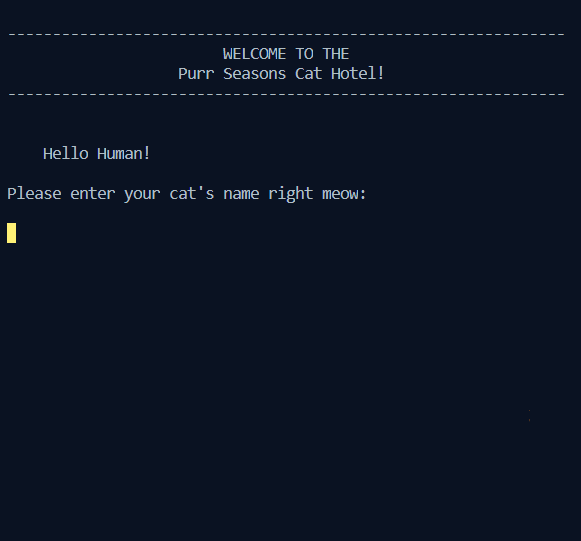 --------------------------------------------------------------
WELCOME TO THE
Purr Seasons Cat Hotel!
--------------------------------------------------------------
Hello Human!
Please enter your cat's name right meow: